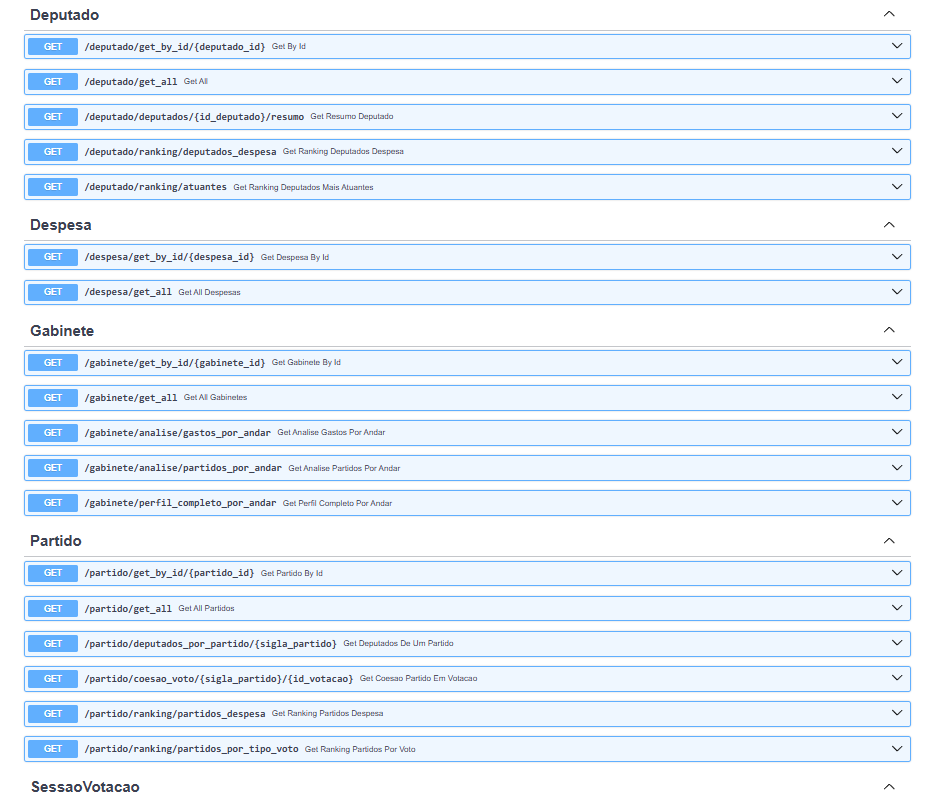 Deputado
GET /deputado/get_by_id/{deputado_id} Get By Id
GET /deputado/get_all Get All
GET /deputado/deputados/{id_deputado}/resumo Get Resumo Deputado
GET /deputado/ranking/deputados_despesa Get Ranking Deputados Despesa
GET /deputado/ranking/atuantes Get Ranking Deputados Mais Atuantes
Despesa
GET /despesa/get_by_id/{despesa_id} Get Despesa By Id
GET /despesa/get_all Get All Despesas
Gabinete
GET /gabinete/get_by_id/{gabinete_id} Get Gabinete By Id
GET /gabinete/get_all Get All Gabinetes
GET /gabinete/analise/gastos_por_andar Get Analise Gastos Por Andar
GET /gabinete/analise/partidos_por_andar Get Analise Partidos Por Andar
GET /gabinete/perfil_completo_por_andar Get Perfil Completo Por Andar
Partido
GET /partido/get_by_id/{partido_id} Get Partido By Id
GET /partido/get_all Get All Partidos
GET /partido/deputados_por_partido/{sigla_partido} Get Deputados De Um Partido
GET /partido/coesao_voto/{sigla_partido}/{id_votacao} Get Coesao Partido Em Votacao
GET /partido/ranking/partidos_despesa Get Ranking Partidos Despesa
GET /partido/ranking/partidos_por_tipo_voto Get Ranking Partidos Por Voto
SessaoVotacao